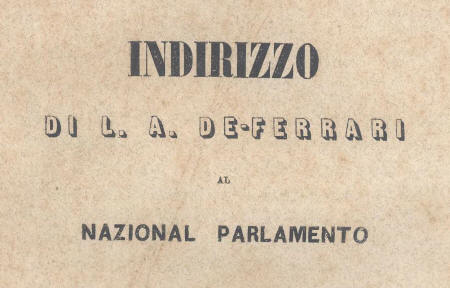 INDIRIZZO
DI L. A. DE-FERRARI
AL
NAZIONAL PARLAMENTO